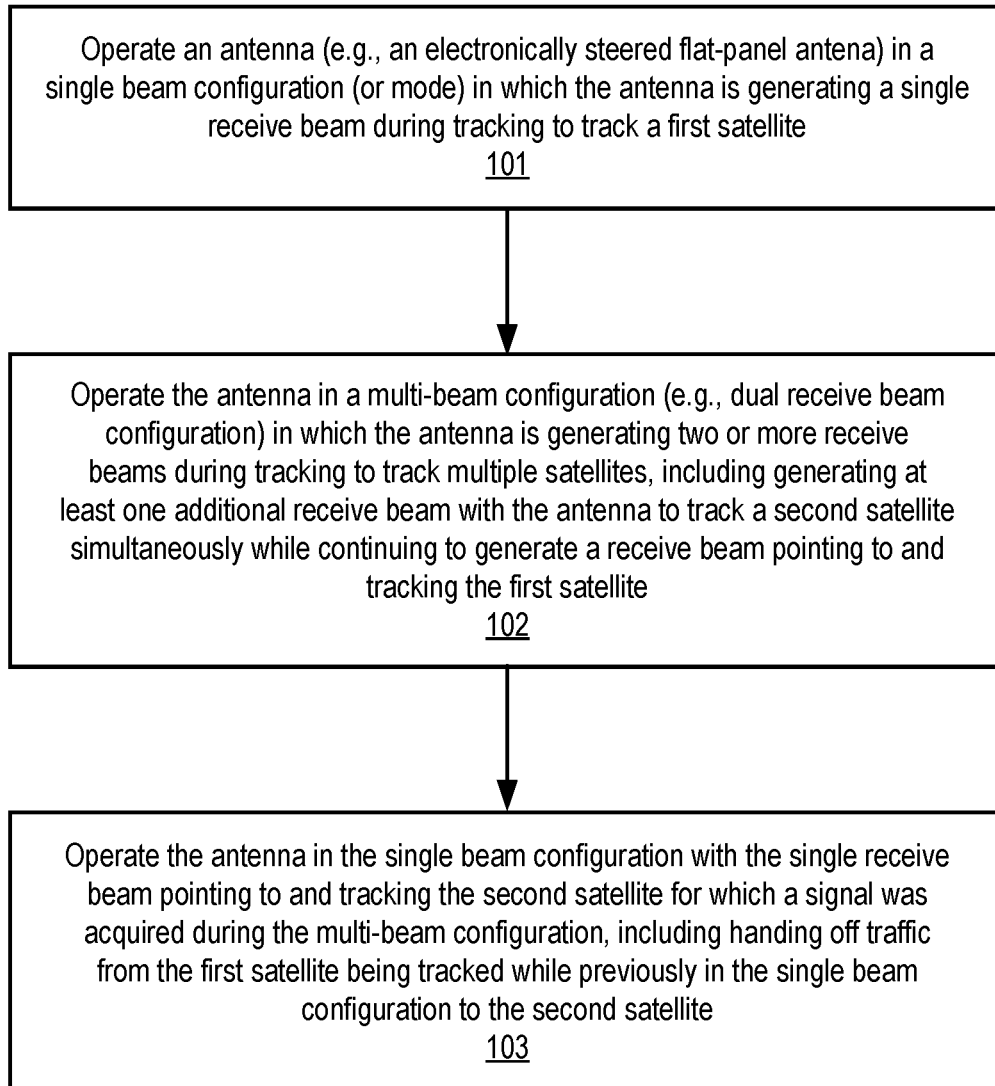 Operate an antenna (e.g., an electronically steered flat-panel antena) in a
single beam configuration (or mode) in which the antenna is generating a single
receive beam during tracking to track a first satellite
101
Operate the antenna in a multi-beam configuration (e.g., dual receive beam
configuration) in which the antenna is generating two or more receive
beams during tracking to track multiple satellites, including generating at
least one additional receive beam with the antenna to track a second satellite
simultaneously while continuing to generate a receive beam pointing to and
tracking the first satellite
102
Operate the antenna in the single beam configuration with the single receive
beam pointing to and tracking the second satellite for which a signal was
acquired during the multi-beam configuration, including handing off traffic
from the first satellite being tracked while previously in the single beam
configuration to the second satellite
103